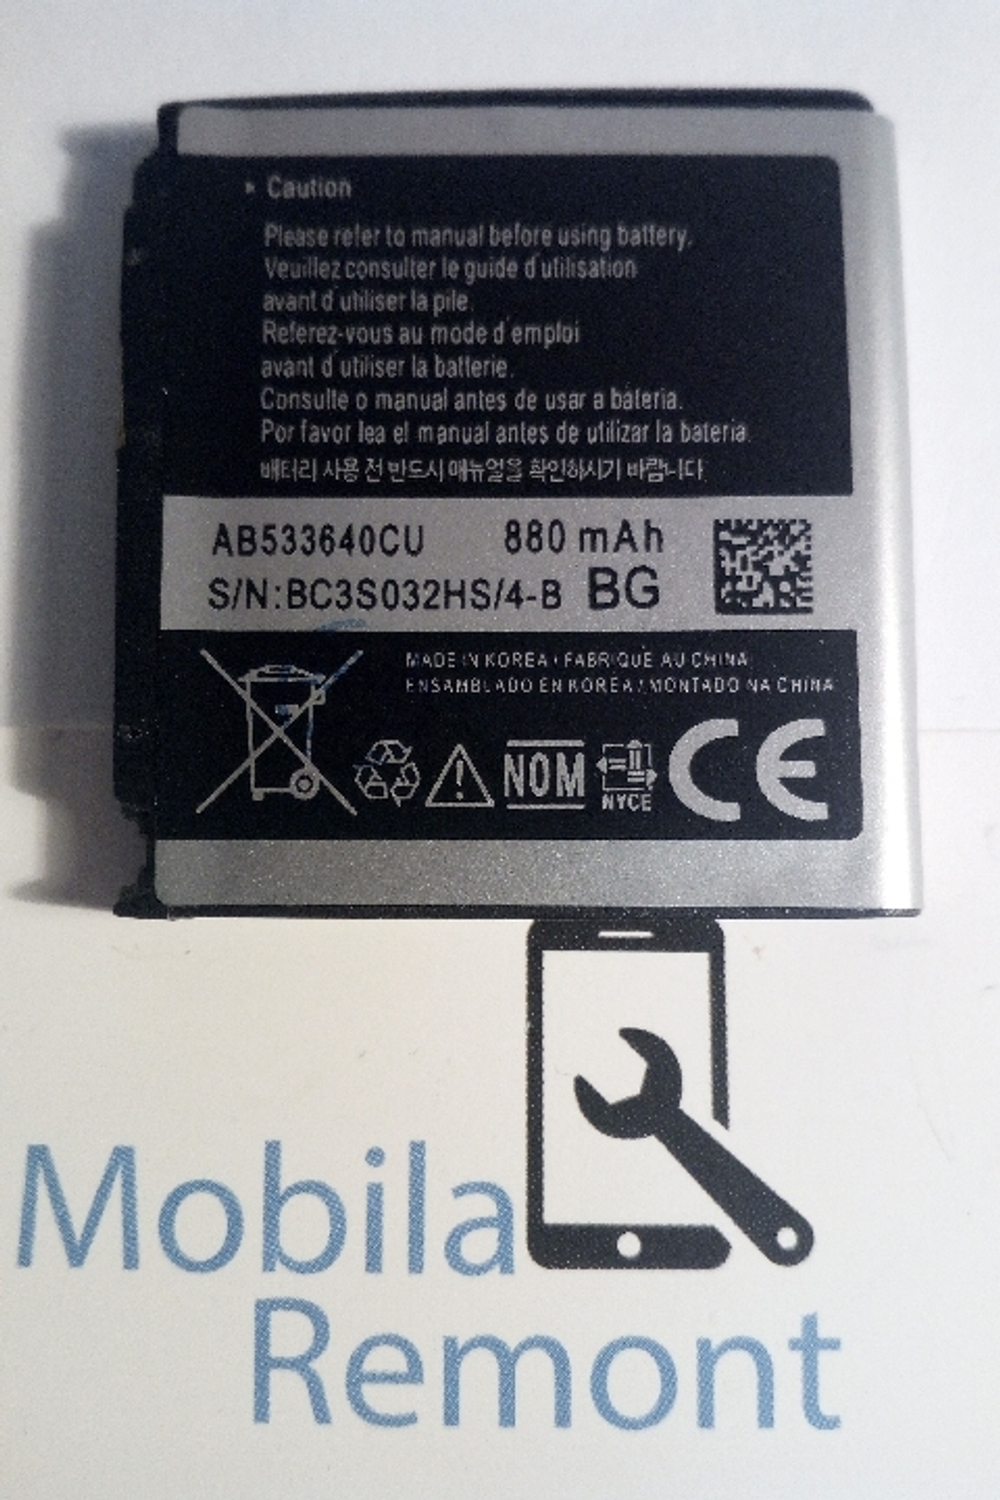 Caution
Please refer to manual before using battery.
Veuillez consulter le guide d'utilisation
avant d'utiliser la pile.
Referez-vous au mode d'emploi
avant d'utiliser la batterie.
Consulte o manual antes de usar a bateria.
Por favor lea el manual antes de utilizar la bateria.
배터리 사용 전 반드시 매뉴얼을 확인하시기 바랍니다
AB533640CU 880 mAh
S/N:BC3S032HS/4-B BG
MADE IN KOREA / FABRIQUÉ AU CHINA
ENSAMBLADO EN KOREA / MONTADO NA CHINA
NOM
NYCE
CE
Mobila
Remont